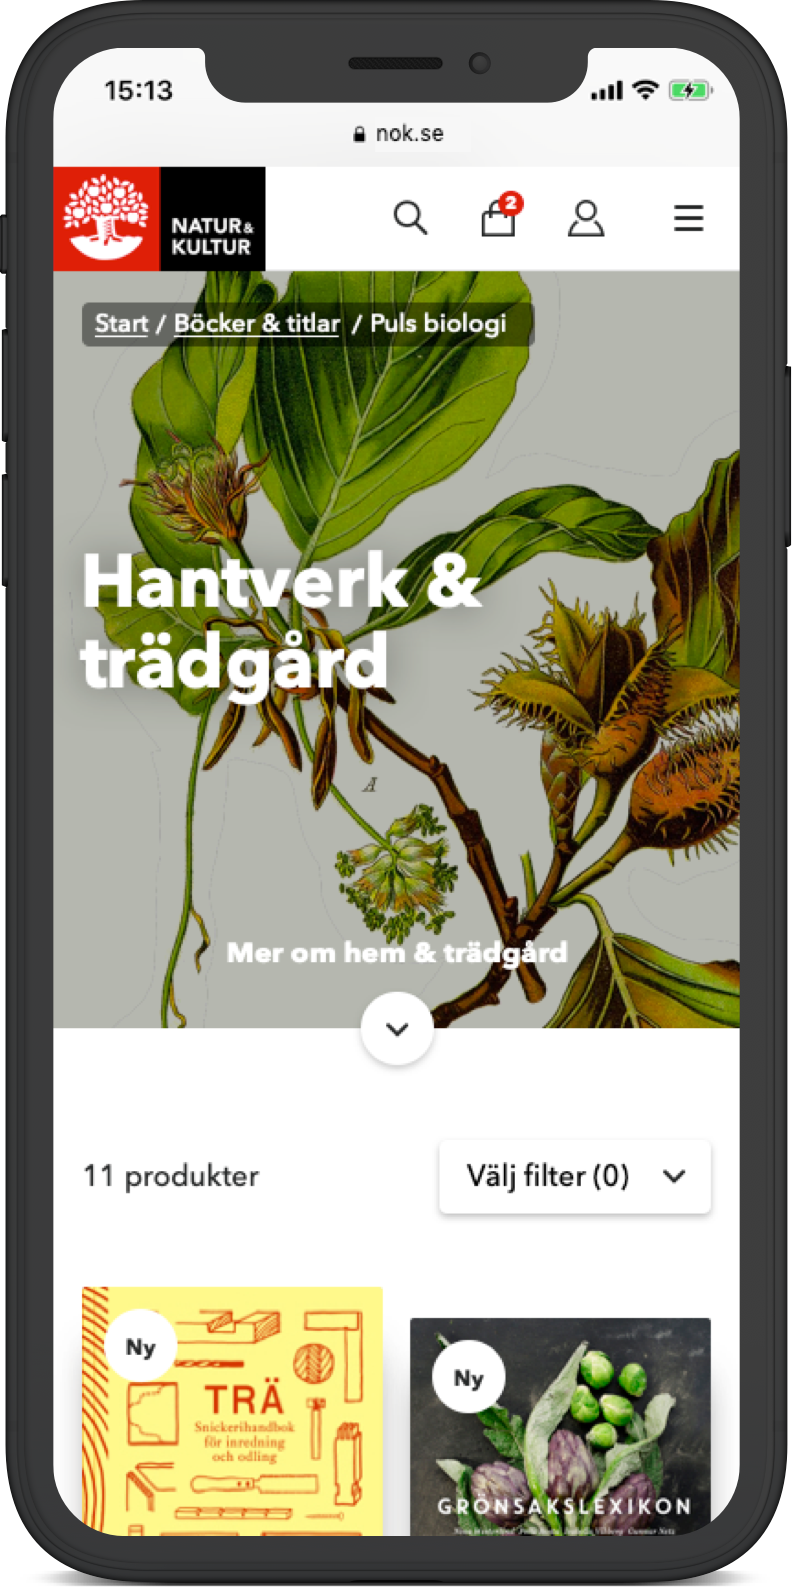 15:13
nok.se
NATUR&
KULTUR
2
Start / Böcker & titlar / Puls biologi
Hantverk &
trädgård
A
Mer om hem & trädgård
11 produkter
Välj filter (0)
Ny
TRÄ
Snickerihandbok
för inredning
och odling
Ny
GRÖNSAKSLEXIKON